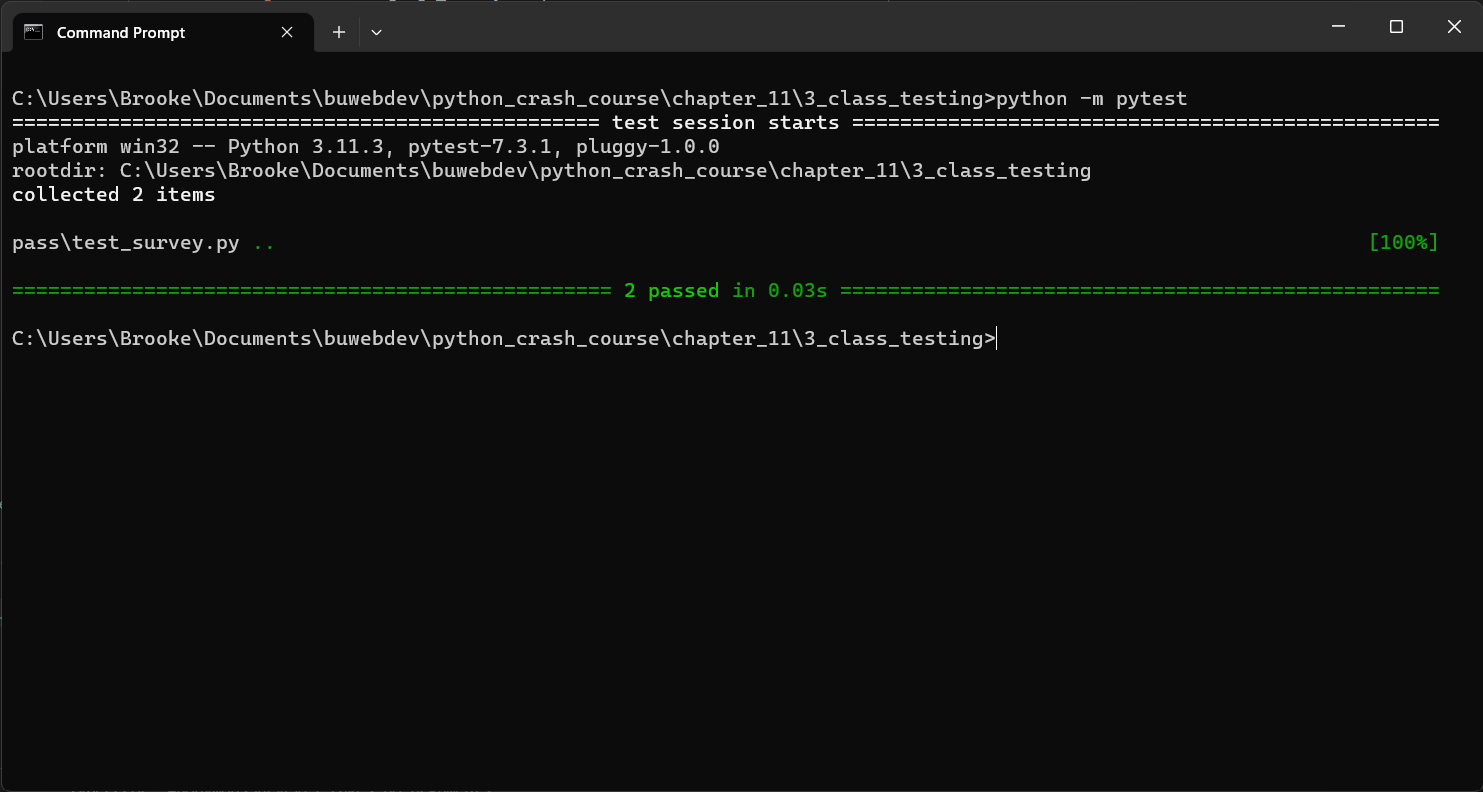 Command Prompt
C:\Users\Brooke\Documents\buwebdev\python_crash_course\chapter_11\3_class_testing>python -m pytest
================================================= test session starts =================================================
platform win32 -- Python 3.11.3, pytest-7.3.1, pluggy-1.0.0
rootdir: C:\Users\Brooke\Documents\buwebdev\python_crash_course\chapter_11\3_class_testing
collected 2 items
pass\test_survey.py .. [100%]
================================================== 2 passed in 0.03s ==================================================
C:\Users\Brooke\Documents\buwebdev\python_crash_course\chapter_11\3_class_testing>